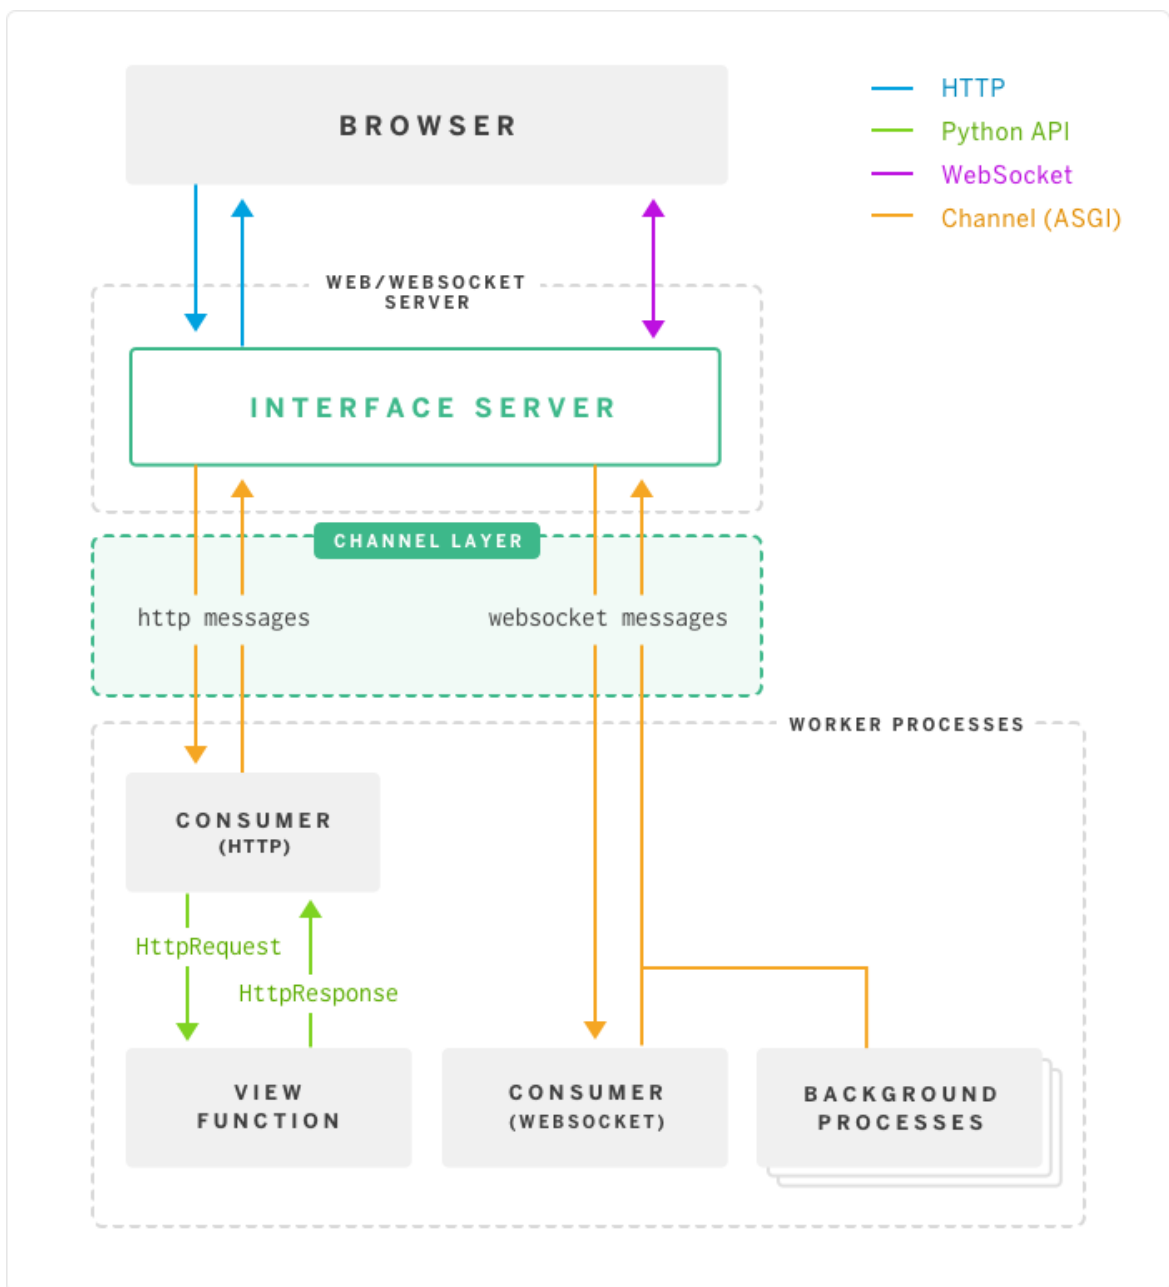 BROWSER
HTTP
Python API
WebSocket
Channel (ASGI)
WEB/WEBSOCKET
SERVER
INTERFACE SERVER
CHANNEL LAYER
http messages
websocket messages
WORKER PROCESSES
CONSUMER
(HTTP)
HttpRequest
HttpResponse
VIEW
FUNCTION
CONSUMER
(WEBSOCKET)
BACKGROUND
PROCESSES